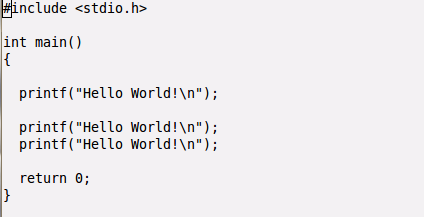 #include <stdio.h>
int main()
{
printf("Hello World!\n");
printf("Hello World!\n");
printf("Hello World!\n");
return 0;
}